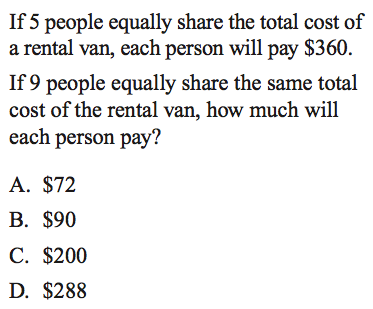 If 5 people equally share the total cost of
a rental van, each person will pay $360.
If 9 people equally share the same total
cost of the rental van, how much will
each person pay?
A. $72
B. $90
C. $200
D. $288